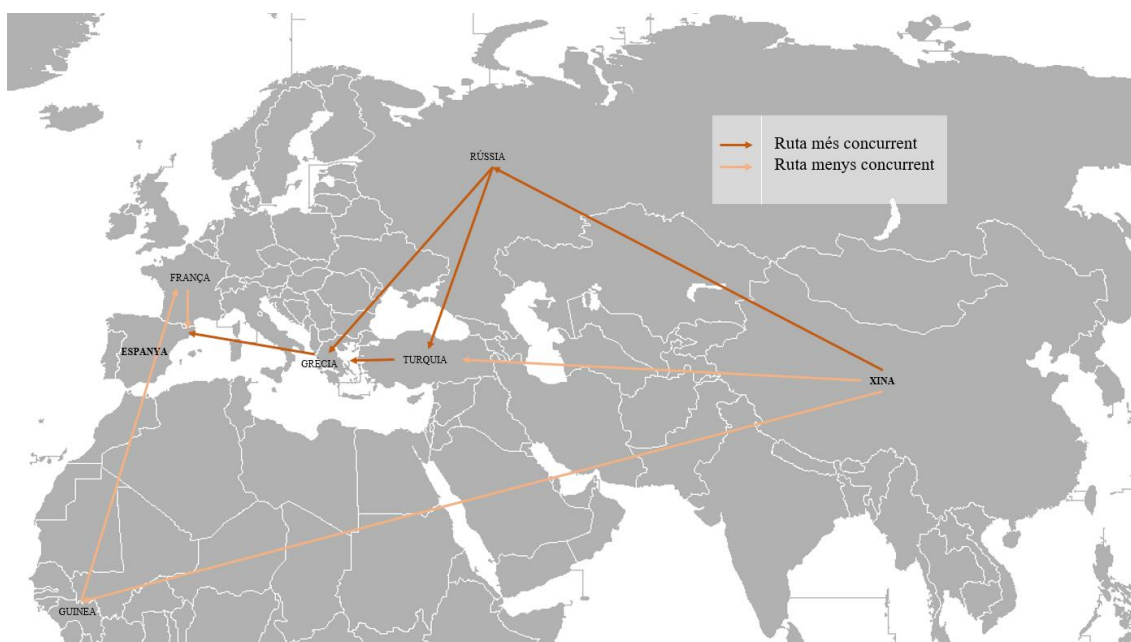 Ruta més concurrent
Ruta menys concurrent
RÚSSIA
FRANÇA
ESPANYA
GRÈCIA
TURQUIA
XINA
GUINEA